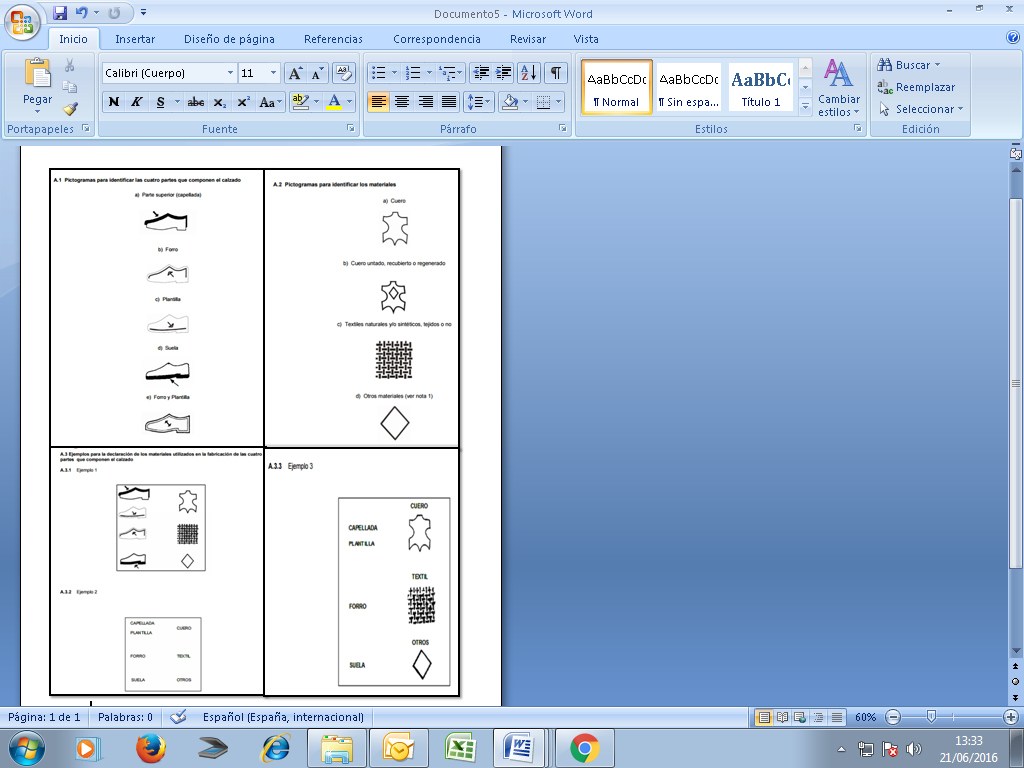 Documento5 - Microsoft Word
Inicio Insertar Diseño de página Referencias Correspondencia Revisar Vista
Calibri (Cuerpo) 11
Pegar
N K S abc x₂ x² Aa
Portapapeles Fuente Párrafo
AaBbCcDc AaBbCcDc AaBbC
¶ Normal ¶ Sin espa... Título 1
Cambiar estilos
Estilos
Buscar
Reemplazar
Seleccionar
Edición
A.1 Pictogramas para identificar las cuatro partes que componen el calzado
a) Parte superior (capellada)
b) Forro
c) Plantilla
d) Suela
e) Forro y Plantilla
A.2 Pictogramas para identificar los materiales
a) Cuero
b) Cuero untado, recubierto o regenerado
c) Textiles naturales y/o sintéticos, tejidos o no
d) Otros materiales (ver nota 1)
A.3 Ejemplos para la declaración de los materiales utilizados en la fabricación de las cuatro
partes que componen el calzado
A.3.1 Ejemplo 1
A.3.2 Ejemplo 2
CAPELLADA
PLANTILLA
CUERO
FORRO TEXTIL
SUELA OTROS
A.3.3 Ejemplo 3
CUERO
CAPELLADA
PLANTILLA
TEXTIL
FORRO
OTROS
SUELA
Página: 1 de 1 Palabras: 0 Español (España, internacional) 60%
13:33
21/06/2016